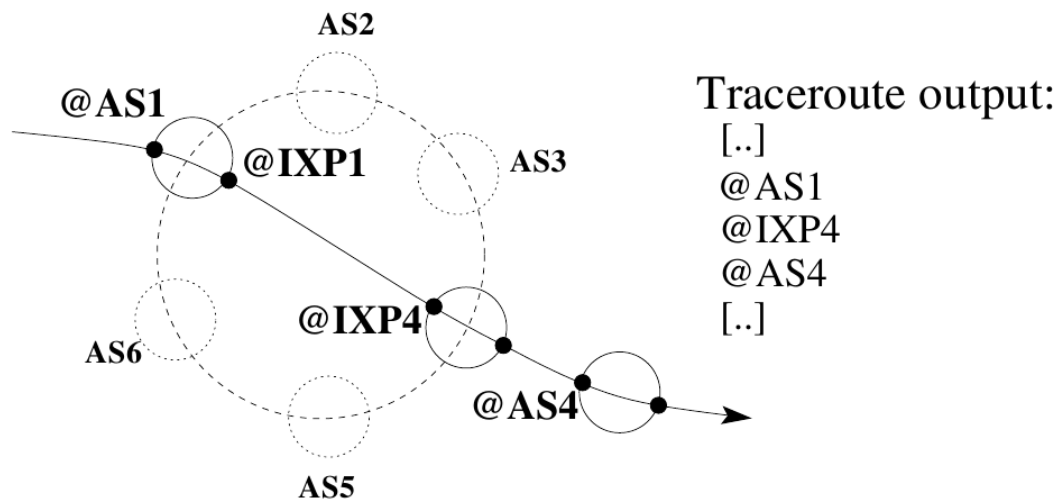 AS2
@AS1
@IXP1
AS3
@IXP4
AS6
@AS4
AS5
Traceroute output:
[..]
@AS1
@IXP4
@AS4
[..]